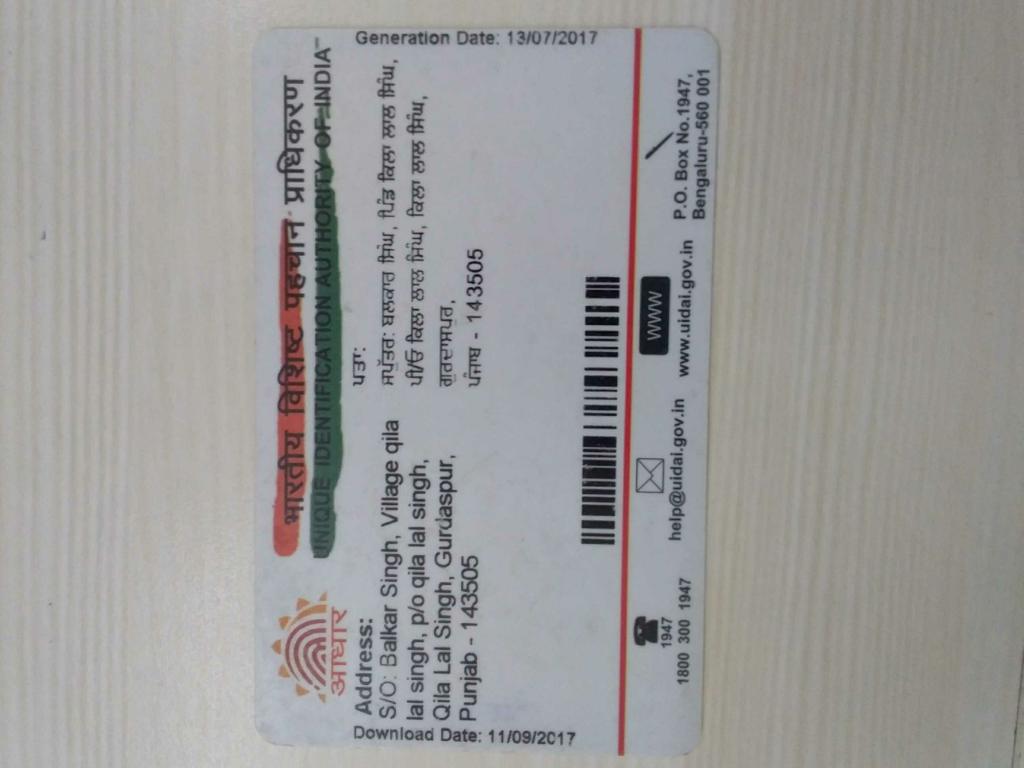 भारतीय विशिष्ट पहचान प्राधिकरण
UNIQUE IDENTIFICATION AUTHORITY OF INDIA
आधार
Generation Date: 13/07/2017
Download Date: 11/09/2017
Address:
S/O: Balkar Singh, Village qila
lal singh, p/o qila lal singh,
Qila Lal Singh, Gurdaspur,
Punjab - 143505
ਪਤਾ:
ਸਪੁੱਤਰ: ਬਲਕਾਰ ਸਿੰਘ, ਪਿੰਡ ਕਿਲਾ ਲਾਲ ਸਿੰਘ,
ਪੀ/ਓ ਕਿਲਾ ਲਾਲ ਸਿੰਘ, ਕਿਲਾ ਲਾਲ ਸਿੰਘ,
ਗੁਰਦਾਸਪੁਰ,
ਪੰਜਾਬ - 143505
1947
1800 300 1947
help@uidai.gov.in
WWW
www.uidai.gov.in
P.O. Box No.1947,
Bengaluru-560 001